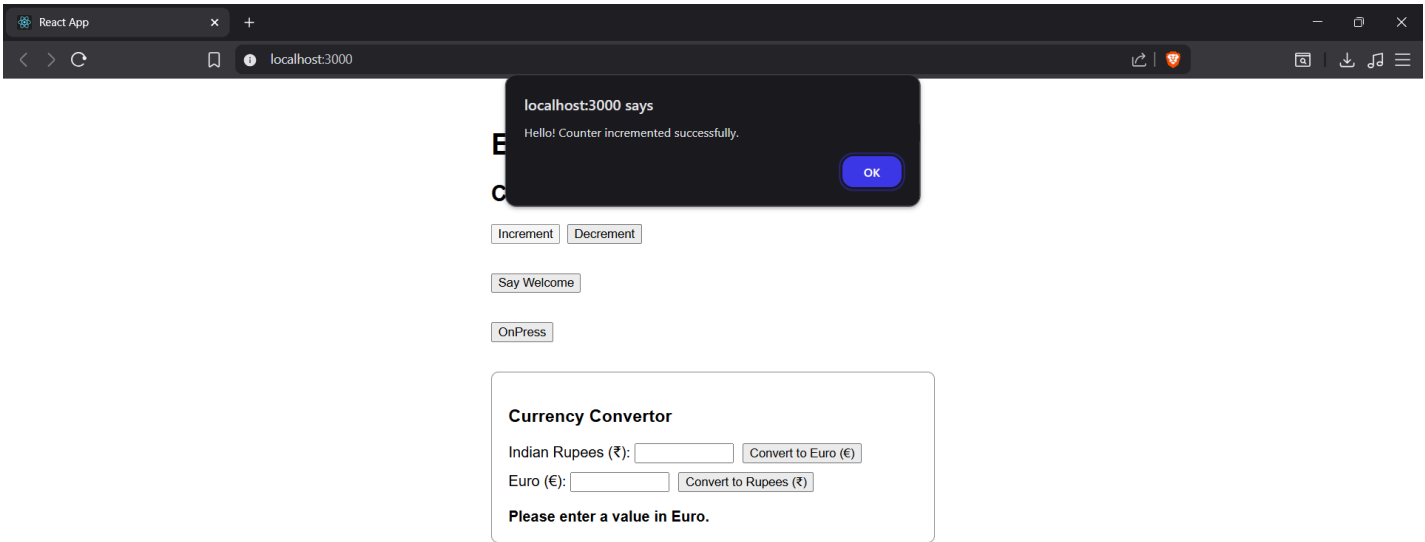 React App
localhost:3000
localhost:3000 says
Hello! Counter incremented successfully.
OK
E
C
Increment Decrement
Say Welcome
OnPress
Currency Convertor
Indian Rupees (₹): Convert to Euro (€)
Euro (€): Convert to Rupees (₹)
Please enter a value in Euro.